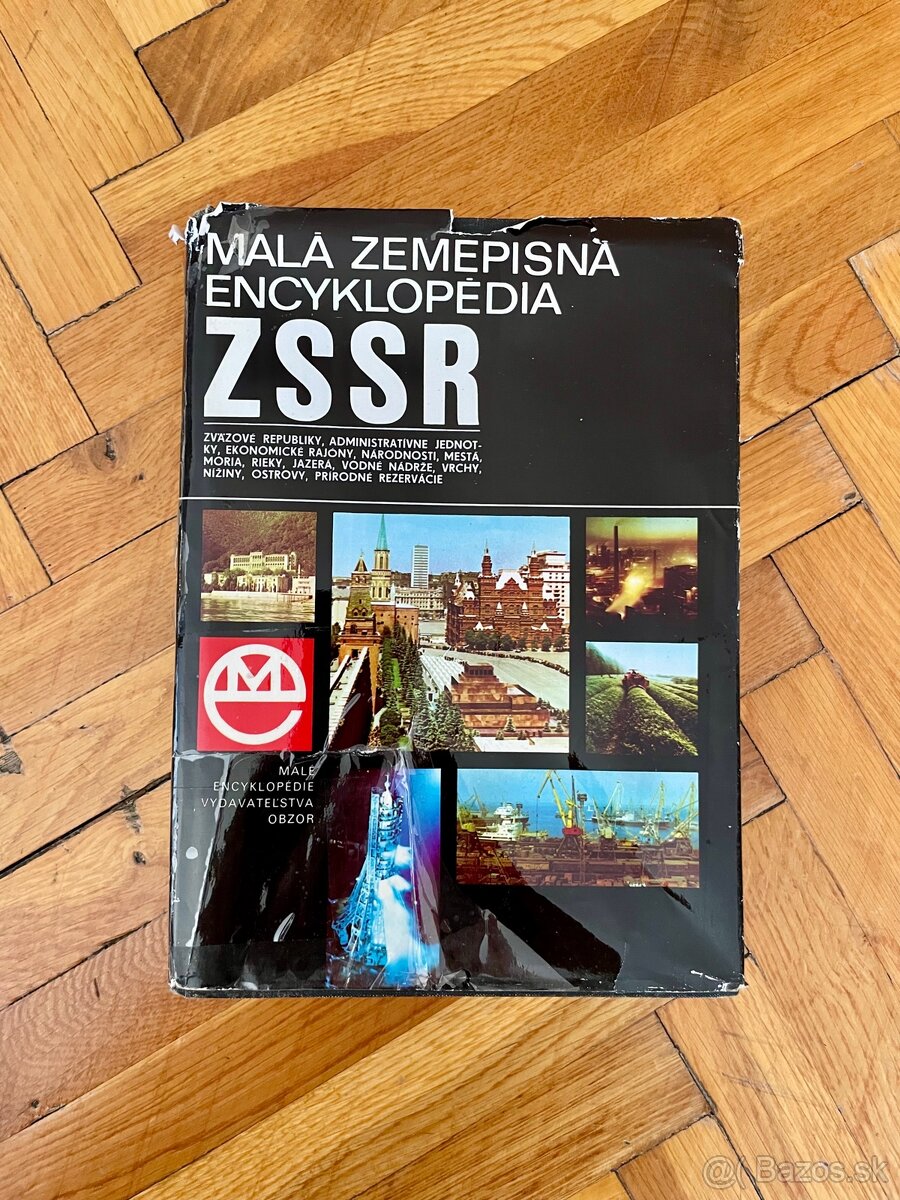 MALÁ ZEMEPISNÁ
ENCYKLOPÉDIA
ZSSR
ZVÄZOVÉ REPUBLIKY, ADMINISTRATÍVNE JEDNOT-
KY, EKONOMICKÉ RAJÓNY, NÁRODNOSTI, MESTÁ,
MORIA, RIEKY, JAZERÁ, VODNÉ NÁDRŽE, VRCHY,
NÍŽINY, OSTROVY, PRÍRODNÉ REZERVÁCIE
eM
MALÉ
ENCYKLOPÉDIE
VYDAVATEĽSTVA
OBZOR
@( Bazos.sk